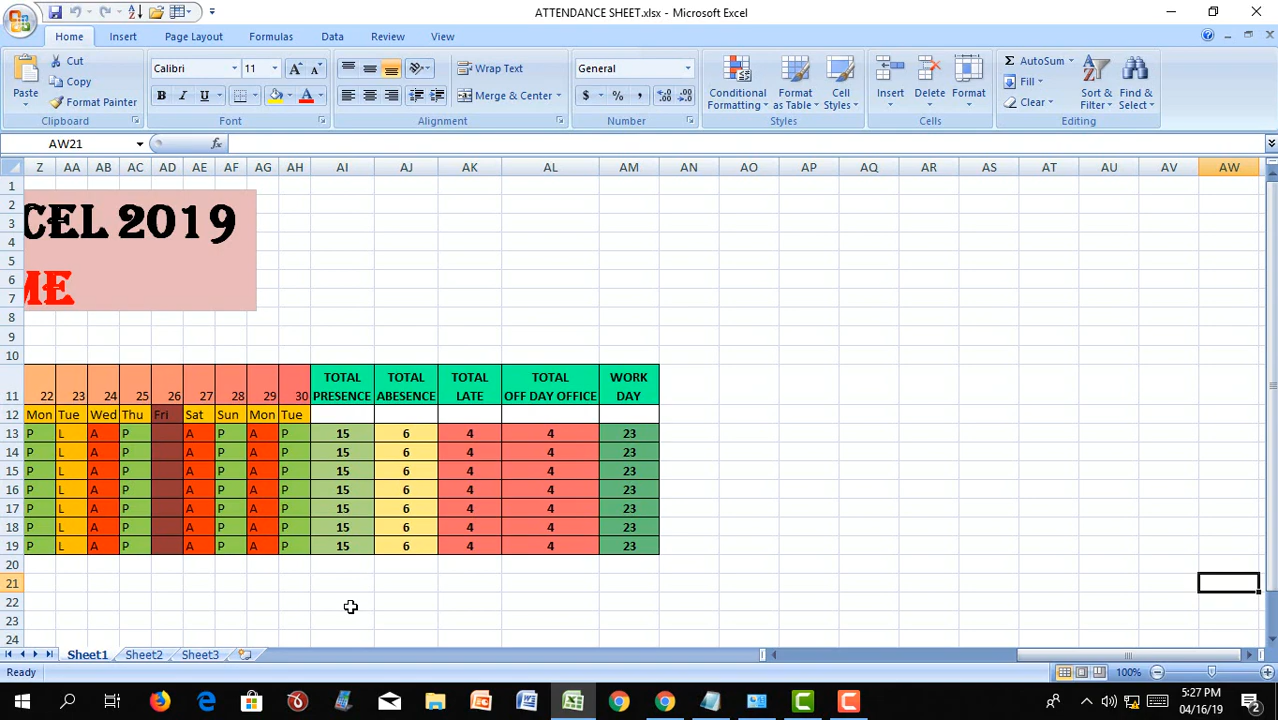 ATTENDANCE SHEET.xlsx - Microsoft Excel
Home Insert Page Layout Formulas Data Review View
Paste Cut Copy Format Painter
Calibri 11
B I U A A A
Wrap Text
Merge & Center
General
$ % ,
Conditional Formatting Format as Table Cell Styles
Insert Delete Format
Σ AutoSum Fill Clear
Sort & Filter Find & Select
Clipboard Font Alignment Number Styles Cells Editing
AW21 fx
Z AA AB AC AD AE AF AG AH AI AJ AK AL AM AN AO AP AQ AR AS AT AU AV AW
1
2
3 CEL 2019
4
5
6 ME
7
8
9
10
TOTAL TOTAL TOTAL TOTAL WORK
11 22 23 24 25 26 27 28 29 30 PRESENCE ABESENCE LATE OFF DAY OFFICE DAY
12 Mon Tue Wed Thu Fri Sat Sun Mon Tue
13 P L A P A P A P 15 6 4 4 23
14 P L A P A P A P 15 6 4 4 23
15 P L A P A P A P 15 6 4 4 23
16 P L A P A P A P 15 6 4 4 23
17 P L A P A P A P 15 6 4 4 23
18 P L A P A P A P 15 6 4 4 23
19 P L A P A P A P 15 6 4 4 23
20
21
22
23
24
Sheet1 Sheet2 Sheet3
Ready 100%
5:27 PM
04/16/19
2